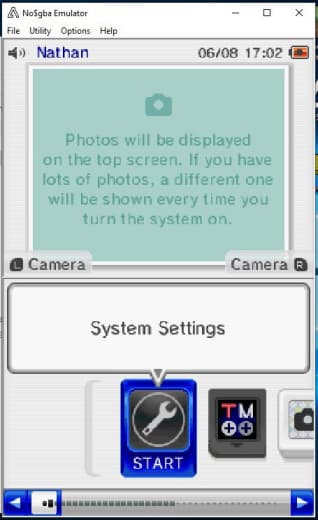 No$gba Emulator
File Utility Options Help
Nathan 06/08 17:02
Photos will be displayed
on the top screen. If you have
lots of photos, a different one
will be shown every time you
turn the system on.
L Camera Camera R
System Settings
TM
START